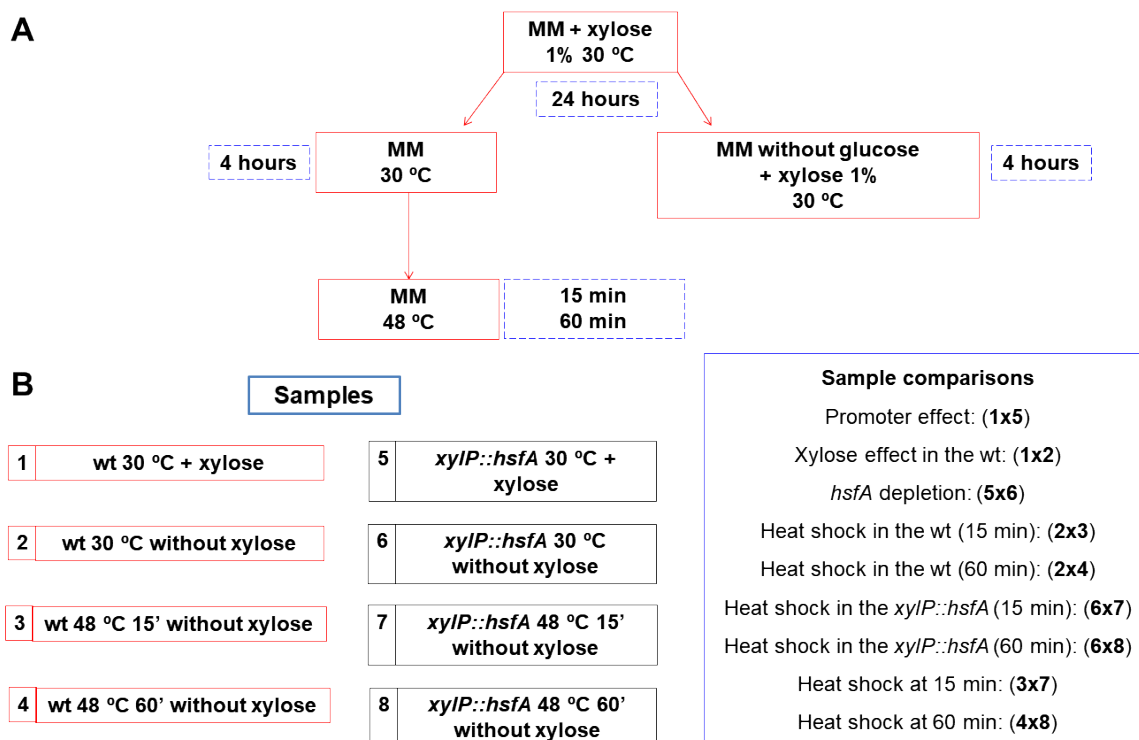 A
MM + xylose
1% 30 ºC
24 hours
4 hours
MM
30 ºC
MM without glucose
+ xylose 1%
30 ºC
4 hours
MM
48 ºC
15 min
60 min
B
Samples
1 wt 30 ºC + xylose
2 wt 30 ºC without xylose
3 wt 48 ºC 15’ without xylose
4 wt 48 ºC 60’ without xylose
5 xylP::hsfA 30 ºC +
xylose
6 xylP::hsfA 30 ºC
without xylose
7 xylP::hsfA 48 ºC 15’
without xylose
8 xylP::hsfA 48 ºC 60’
without xylose
Sample comparisons
Promoter effect: (1x5)
Xylose effect in the wt: (1x2)
hsfA depletion: (5x6)
Heat shock in the wt (15 min): (2x3)
Heat shock in the wt (60 min): (2x4)
Heat shock in the xylP::hsfA (15 min): (6x7)
Heat shock in the xylP::hsfA (60 min): (6x8)
Heat shock at 15 min: (3x7)
Heat shock at 60 min: (4x8)